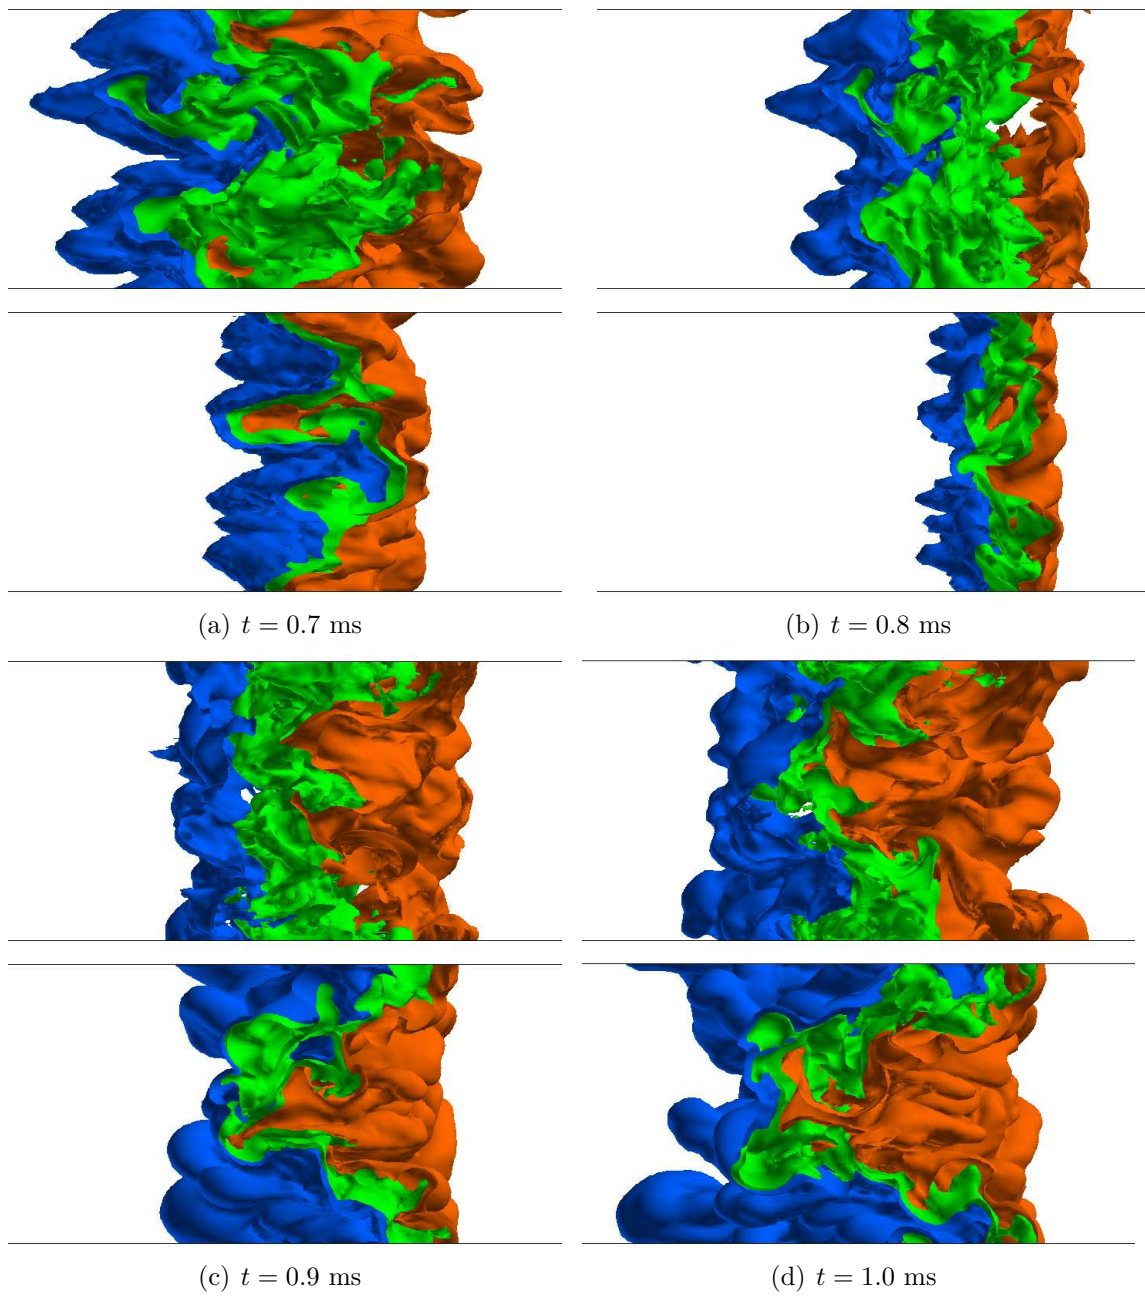 (a) t = 0.7 ms
(b) t = 0.8 ms
(c) t = 0.9 ms
(d) t = 1.0 ms